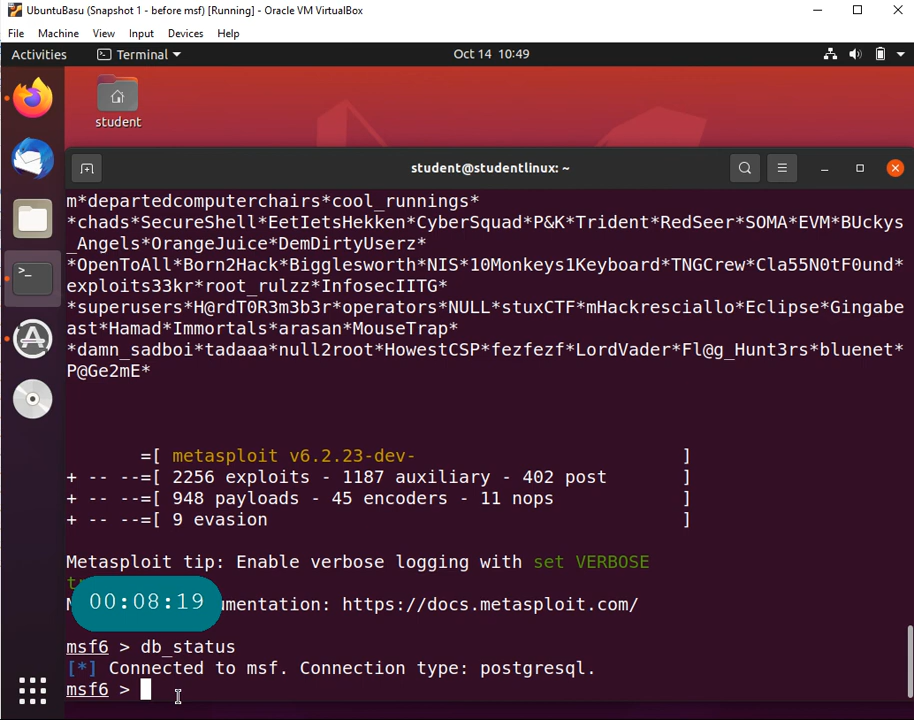 UbuntuBasu (Snapshot 1 - before msf) [Running] - Oracle VM VirtualBox
File Machine View Input Devices Help
Activities Terminal Oct 14 10:49
student
student@studentlinux: ~
m*departedcomputerchairs*cool_runnings*
*chads*SecureShell*EetIetsHekken*CyberSquad*P&K*Trident*RedSeer*SOMA*EVM*BUckys
_Angels*OrangeJuice*DemDirtyUserz*
*OpenToAll*Born2Hack*Bigglesworth*NIS*10Monkeys1Keyboard*TNGCrew*Cla55N0tF0und*
exploits33kr*root_rulzz*InfosecIITG*
*superusers*H@rdT0R3m3b3r*operators*NULL*stuxCTF*mHackresciallo*Eclipse*Gingabe
ast*Hamad*Immortals*arasan*MouseTrap*
*damn_sadboi*tadaaa*null2root*HowestCSP*fezfezf*LordVader*Fl@g_Hunt3rs*bluenet*
P@Ge2mE*
=[ metasploit v6.2.23-dev- ]
+ -- --=[ 2256 exploits - 1187 auxiliary - 402 post ]
+ -- --=[ 948 payloads - 45 encoders - 11 nops ]
+ -- --=[ 9 evasion ]
Metasploit tip: Enable verbose logging with set VERBOSE
00:08:19
umentation: https://docs.metasploit.com/
msf6 > db_status
[*] Connected to msf. Connection type: postgresql.
msf6 >